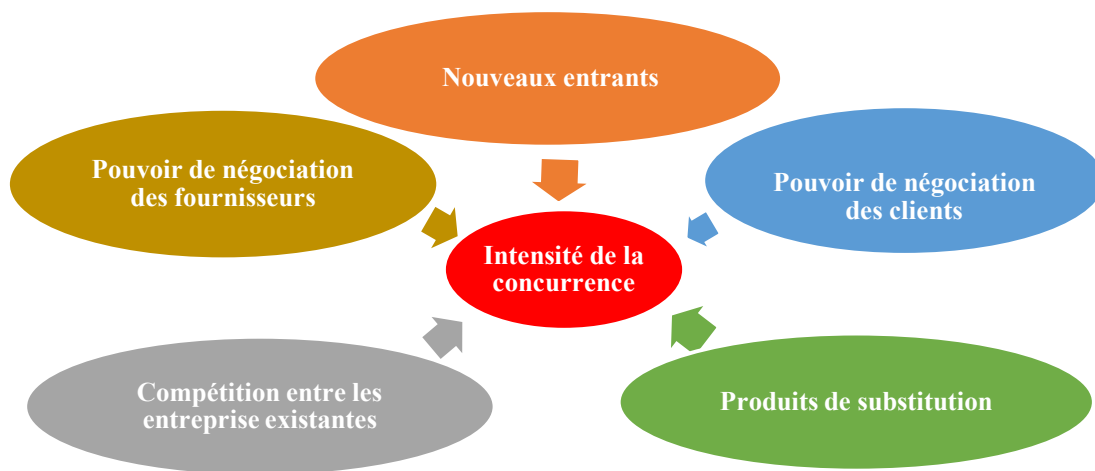 Nouveaux entrants
Pouvoir de négociation
des fournisseurs
Pouvoir de négociation
des clients
Intensité de la
concurrence
Compétition entre les
entreprise existantes
Produits de substitution